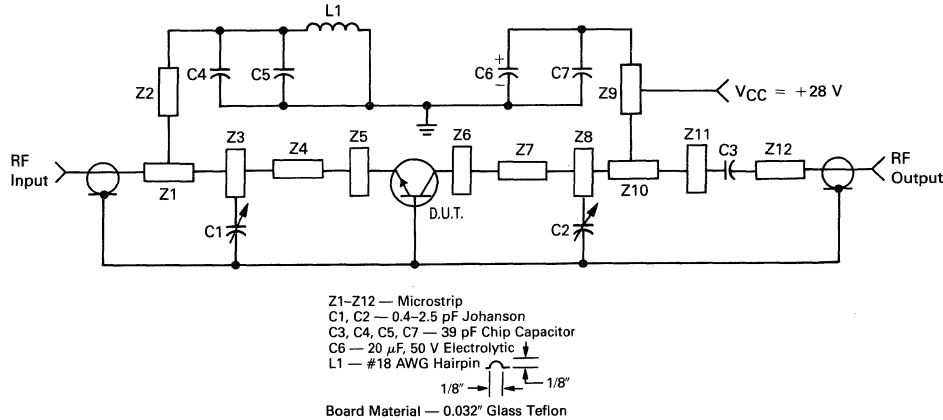 L1
C4
C5
Z2
C6
+
−
C7
Z9
VCC = +28 V
RF
Input
Z1
Z3
Z4
Z5
Z6
Z7
Z8
Z10
Z11
C3
Z12
RF
Output
D.U.T.
C1
C2
Z1–Z12 — Microstrip
C1, C2 — 0.4–2.5 pF Johanson
C3, C4, C5, C7 — 39 pF Chip Capacitor
C6 — 20 μF, 50 V Electrolytic
L1 — #18 AWG Hairpin
1/8″
1/8″
Board Material — 0.032″ Glass Teflon